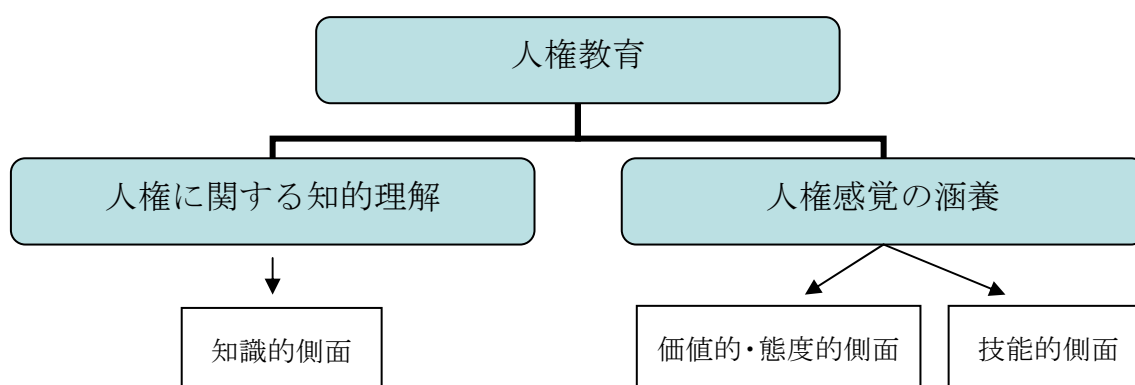 人権教育
人権に関する知的理解
人権感覚の涵養
知識的側面
価値的・態度的側面
技能的側面